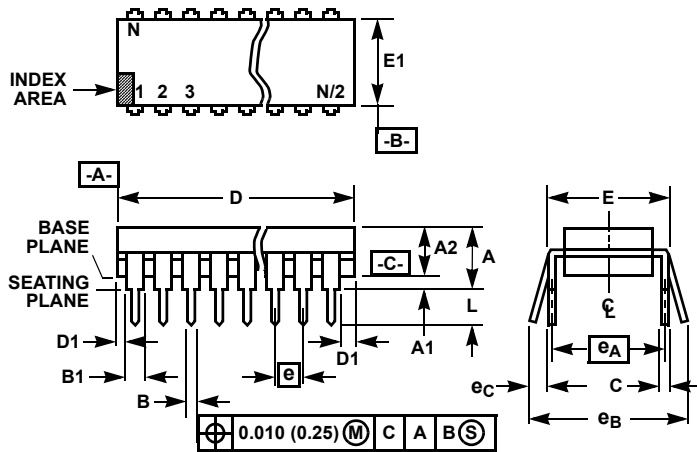 N
E1
INDEX
AREA
1 2 3 N/2
-B-
-A-
D
E
BASE
PLANE
A2
A
-C-
SEATING
PLANE
L
C
L
D1
A1
D1
eA
B1
e
eC
C
B
eB
0.010 (0.25) M C A B S